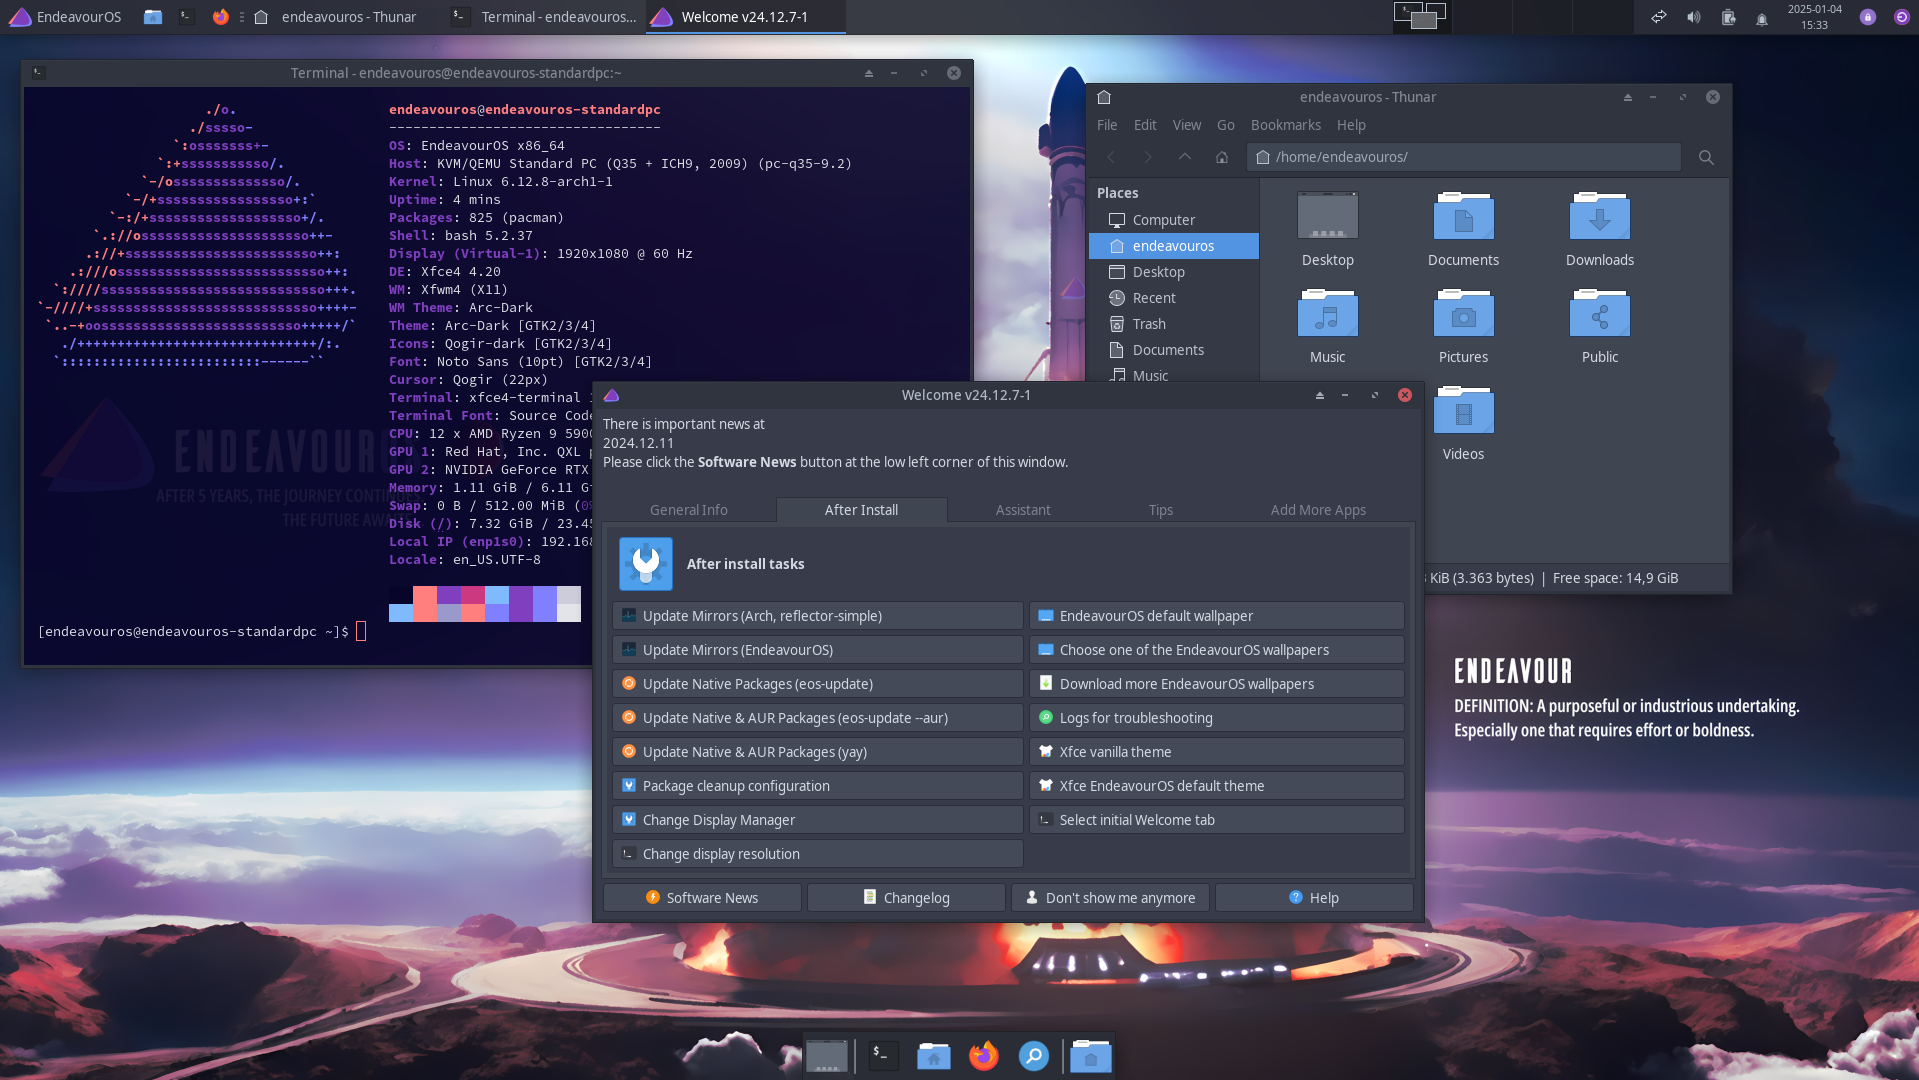 EndeavourOS
endeavouros - Thunar
Terminal - endeavouros...
Welcome v24.12.7-1
2025-01-04
15:33
Terminal - endeavouros@endeavouros-standardpc:~
./o.
./sssso-
`:osssssss+-
`:+sssssssssso/.
`-/ossssssssssssso/.
`-/+sssssssssssssssso+:`
`-:/+sssssssssssssssssso+/.
`.://osssssssssssssssssssso++-
.://+ssssssssssssssssssssssso++:
.:///ossssssssssssssssssssssssso++:
`:////ssssssssssssssssssssssssssso+++.
`-////+ssssssssssssssssssssssssssso++++-
`..-+oosssssssssssssssssssssssso+++++/`
./++++++++++++++++++++++++++++++/:.
`:::::::::::::::::::::::::------``
endeavouros@endeavouros-standardpc
----------------------------------
OS: EndeavourOS x86_64
Host: KVM/QEMU Standard PC (Q35 + ICH9, 2009) (pc-q35-9.2)
Kernel: Linux 6.12.8-arch1-1
Uptime: 4 mins
Packages: 825 (pacman)
Shell: bash 5.2.37
Display (Virtual-1): 1920x1080 @ 60 Hz
DE: Xfce4 4.20
WM: Xfwm4 (X11)
WM Theme: Arc-Dark
Theme: Arc-Dark [GTK2/3/4]
Icons: Qogir-dark [GTK2/3/4]
Font: Noto Sans (10pt) [GTK2/3/4]
Cursor: Qogir (22px)
Terminal: xfce4-terminal
Terminal Font: Source Code
CPU: 12 x AMD Ryzen 9 590
GPU 1: Red Hat, Inc. QXL
GPU 2: NVIDIA GeForce RTX
Memory: 1.11 GiB / 6.11 G
Swap: 0 B / 512.00 MiB (0
Disk (/): 7.32 GiB / 23.4
Local IP (enp1s0): 192.16
Locale: en_US.UTF-8
[endeavouros@endeavouros-standardpc ~]$
ENDEAVOUR
AFTER 5 YEARS, THE JOURNEY CONTINUES
THE FUTURE AWAITS
endeavouros - Thunar
File Edit View Go Bookmarks Help
/home/endeavouros/
Places
Computer
endeavouros
Desktop
Recent
Trash
Documents
Music
Desktop
Documents
Downloads
Music
Pictures
Public
Videos
KiB (3.363 bytes) | Free space: 14,9 GiB
Welcome v24.12.7-1
There is important news at
2024.12.11
Please click the Software News button at the low left corner of this window.
General Info
After Install
Assistant
Tips
Add More Apps
After install tasks
Update Mirrors (Arch, reflector-simple)
EndeavourOS default wallpaper
Update Mirrors (EndeavourOS)
Choose one of the EndeavourOS wallpapers
Update Native Packages (eos-update)
Download more EndeavourOS wallpapers
Update Native & AUR Packages (eos-update --aur)
Logs for troubleshooting
Update Native & AUR Packages (yay)
Xfce vanilla theme
Package cleanup configuration
Xfce EndeavourOS default theme
Change Display Manager
Select initial Welcome tab
Change display resolution
Software News
Changelog
Don't show me anymore
Help
ENDEAVOUR
DEFINITION: A purposeful or industrious undertaking.
Especially one that requires effort or boldness.
$_